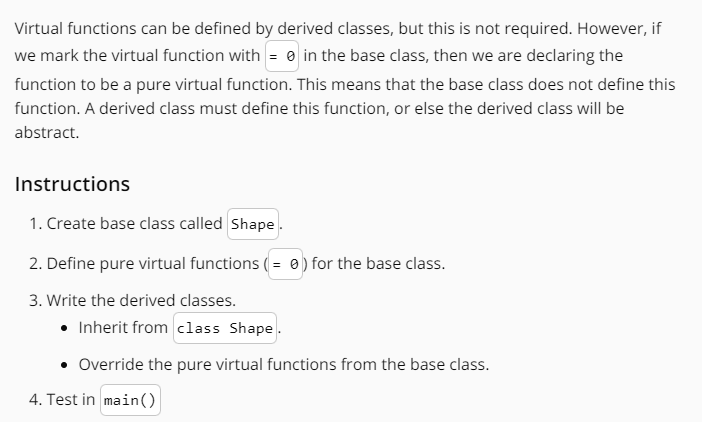 Virtual functions can be defined by derived classes, but this is not required. However, if
we mark the virtual function with = 0 in the base class, then we are declaring the
function to be a pure virtual function. This means that the base class does not define this
function. A derived class must define this function, or else the derived class will be
abstract.
Instructions
1. Create base class called Shape.
2. Define pure virtual functions ( = 0) for the base class.
3. Write the derived classes.
• Inherit from class Shape.
• Override the pure virtual functions from the base class.
4. Test in main()